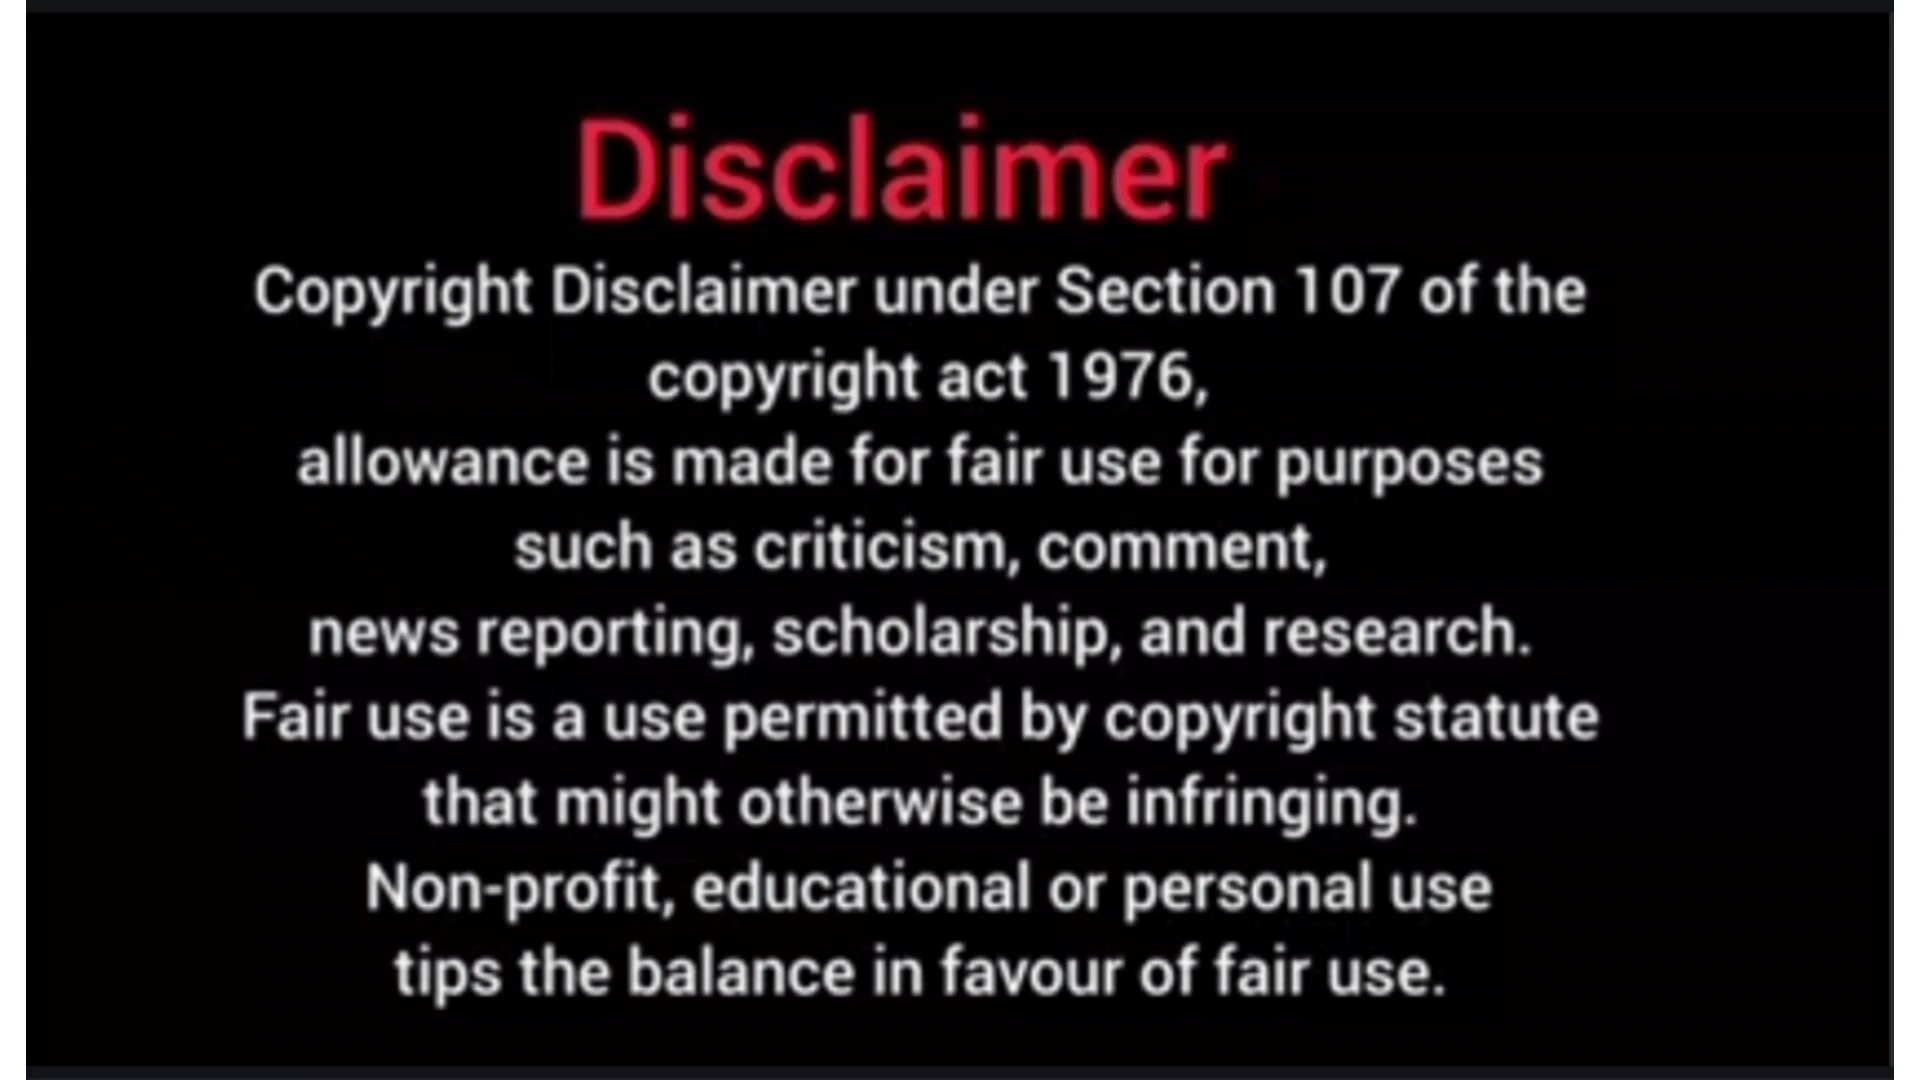 Disclaimer
Copyright Disclaimer under Section 107 of the
copyright act 1976,
allowance is made for fair use for purposes
such as criticism, comment,
news reporting, scholarship, and research.
Fair use is a use permitted by copyright statute
that might otherwise be infringing.
Non-profit, educational or personal use
tips the balance in favour of fair use.